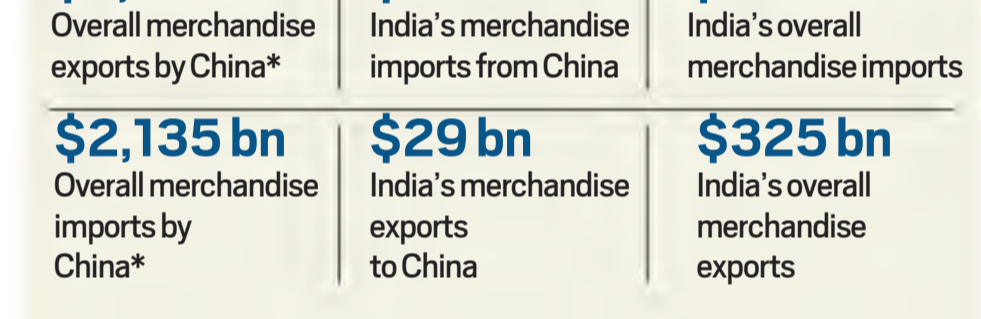 Overall merchandise
exports by China*
India's merchandise
imports from China
India's overall
merchandise imports
$2,135 bn
Overall merchandise
imports by
China*
$29 bn
India's merchandise
exports
to China
$325 bn
India's overall
merchandise
exports